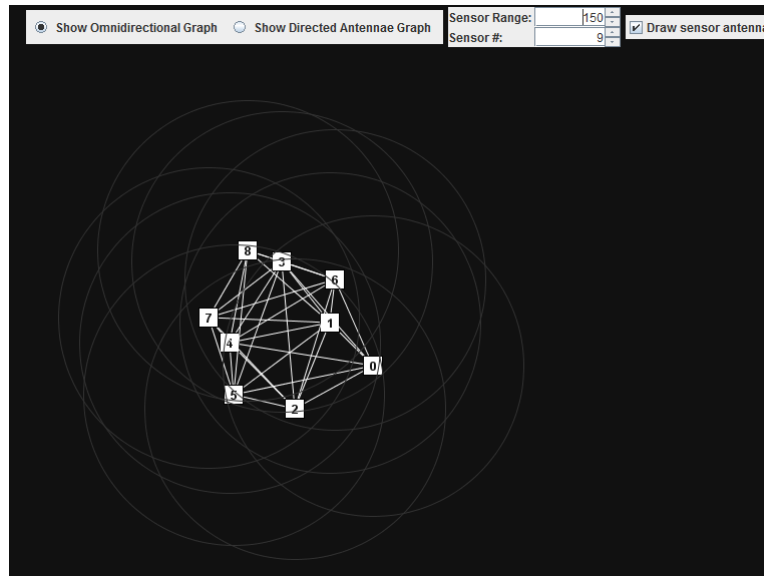 Show Omnidirectional Graph
Show Directed Antennae Graph
Sensor Range: 150
Sensor #: 9
Draw sensor antenna
8
3
6
7
1
4
0
5
2